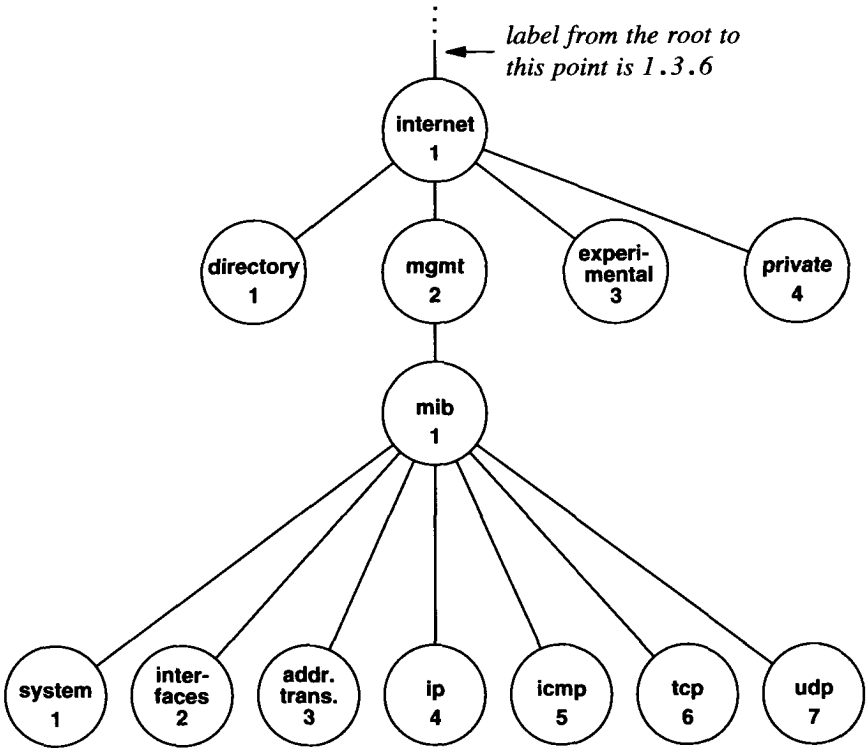 label from the root to
this point is 1.3.6
internet
1
directory
1
mgmt
2
experi-
mental
3
private
4
mib
1
system
1
inter-
faces
2
addr.
trans.
3
ip
4
icmp
5
tcp
6
udp
7